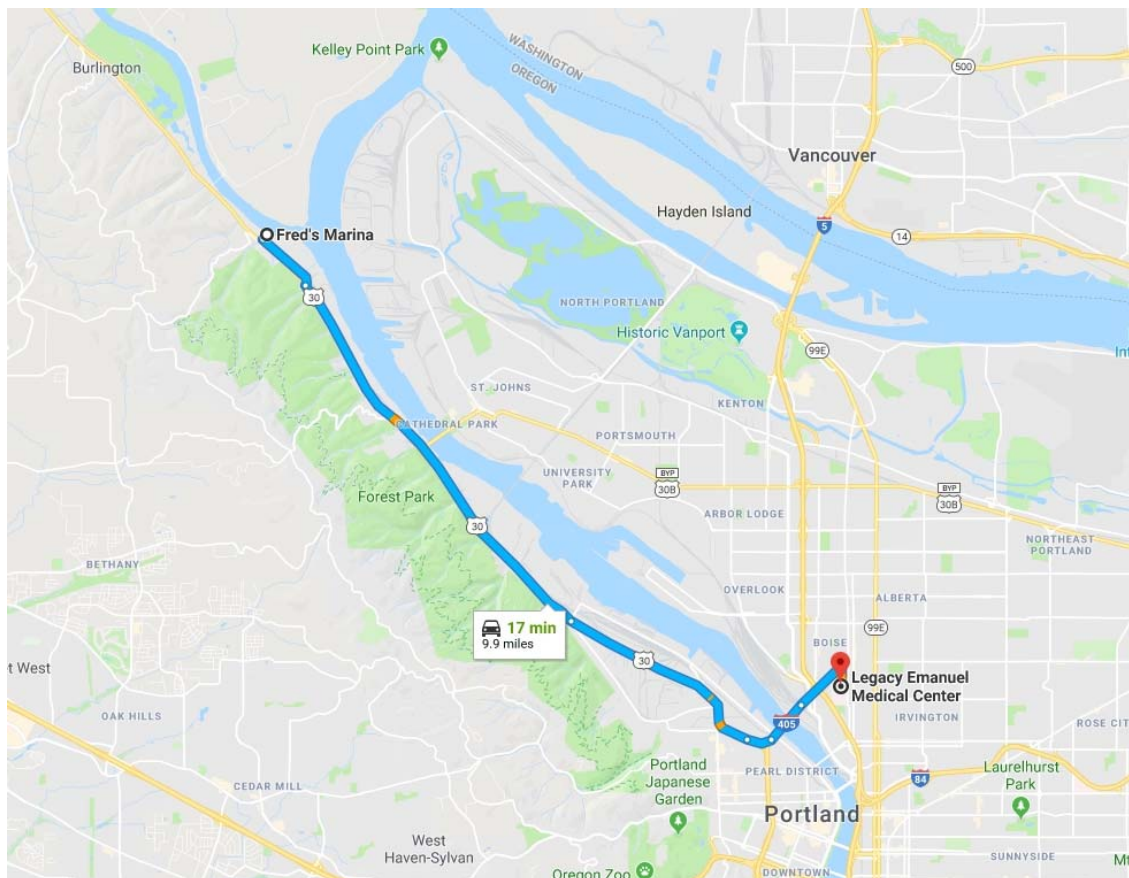 Kelley Point Park
WASHINGTON
OREGON
500
Burlington
Vancouver
Hayden Island
5
14
Fred's Marina
30
NORTH PORTLAND
Historic Vanport
99E
Int
ST. JOHNS
KENTON
CATHEDRAL PARK
PORTSMOUTH
UNIVERSITY
PARK
BYP
30B
BYP
30B
Forest Park
30
ARBOR LODGE
NORTHEAST
PORTLAND
BETHANY
OVERLOOK
ALBERTA
17 min
9.9 miles
99E
BOISE
30
et West
Legacy Emanuel
Medical Center
OAK HILLS
405
IRVINGTON
ROSE CIT
PEARL DISTRICT
84
Portland
Japanese
Garden
Laurelhurst
Park
CEDAR MILL
Portland
West
Haven-Sylvan
SUNNYSIDE
Mt
Oregon Zoo
DOWNTOWN